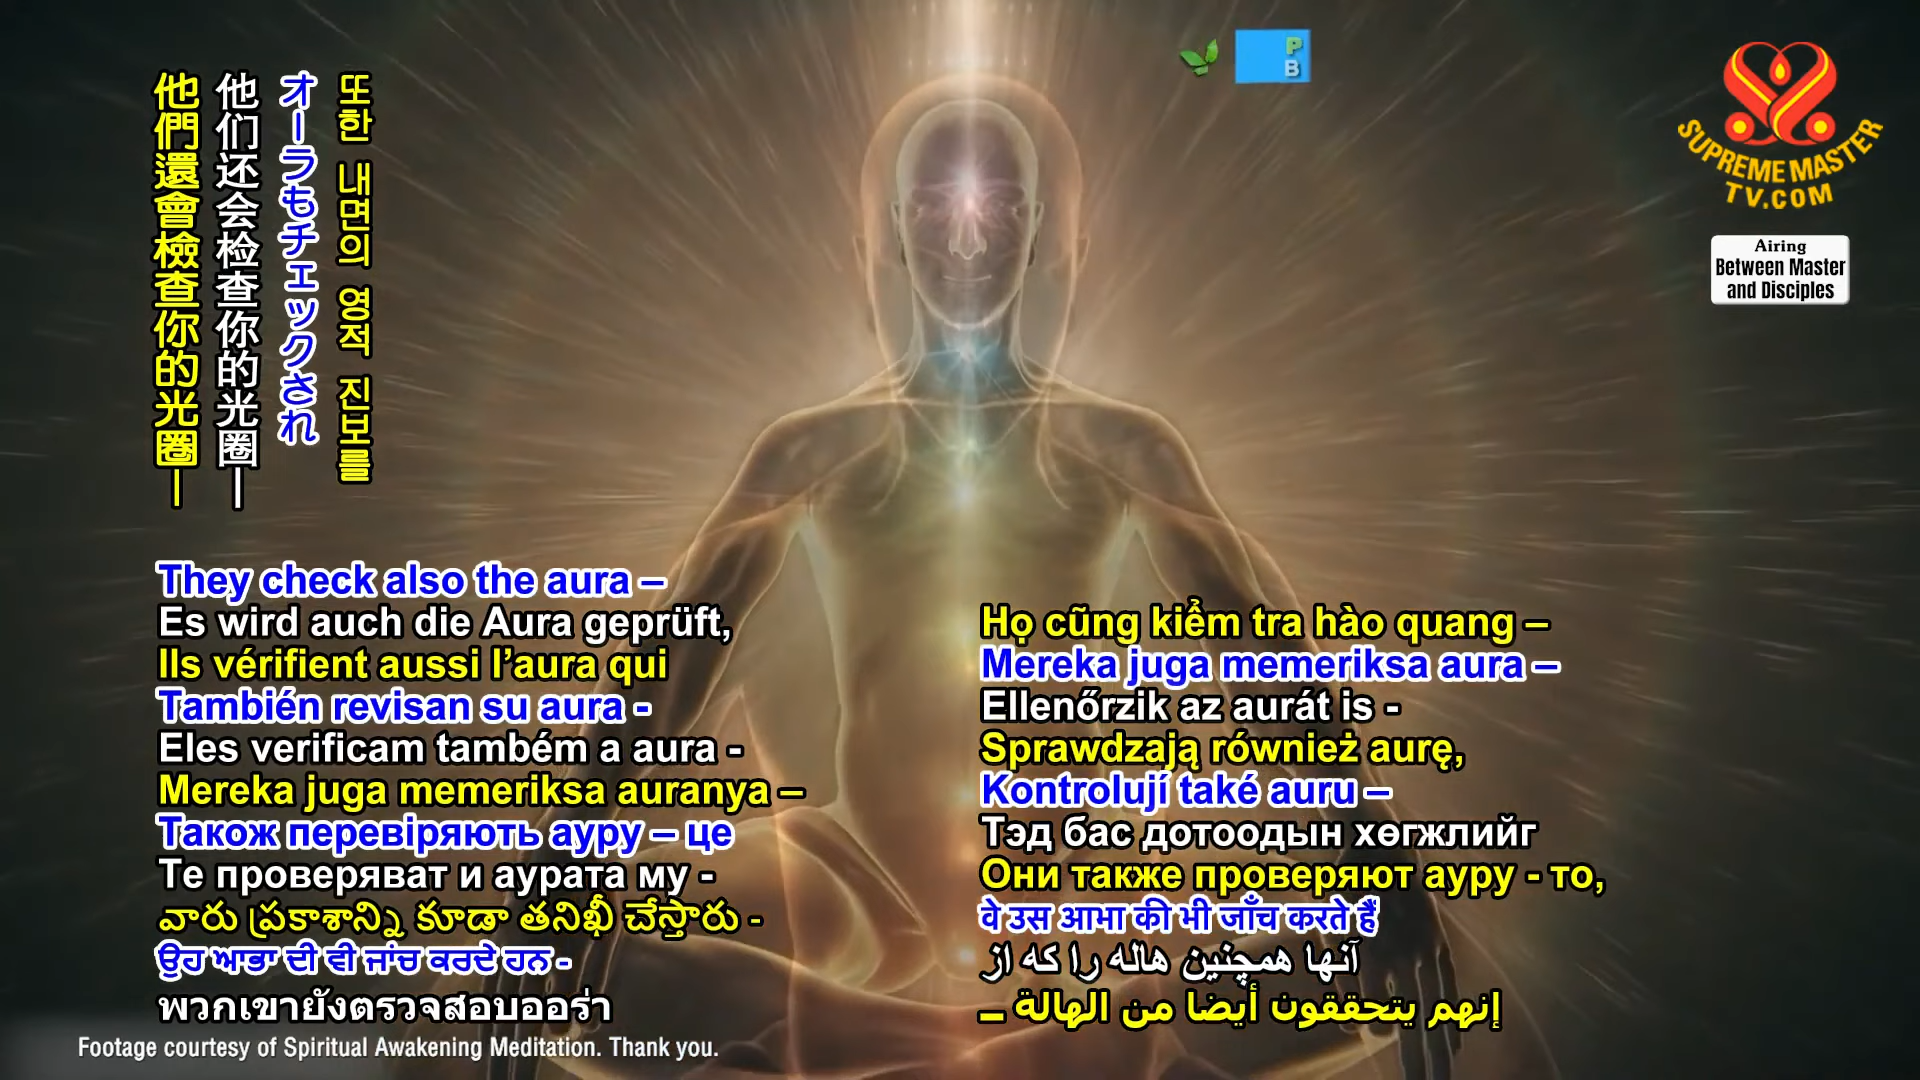 他們還會檢查你的光圈—
他们还会检查你的光圈—
オーラもチェックされ
또한 내면의 영적 진보를
P
B
SUPREME MASTER
TV.COM
Airing
Between Master
and Disciples
They check also the aura –
Es wird auch die Aura geprüft,
Ils vérifient aussi l’aura qui
También revisan su aura -
Eles verificam também a aura -
Mereka juga memeriksa auranya –
Також перевіряють ауру – це
Те проверяват и аурата му -
వారు ప్రకాశాన్ని కూడా తనిఖీ చేస్తారు -
ਉਹ ਆਭਾ ਦੀ ਵੀ ਜਾਂਚ ਕਰਦੇ ਹਨ -
พวกเขายังตรวจสอบออร่า
Họ cũng kiểm tra hào quang –
Mereka juga memeriksa aura –
Ellenőrzik az aurát is -
Sprawdzają również aurę,
Kontrolují také auru –
Тэд бас дотоодын хөгжлийг
Они также проверяют ауру - то,
वे उस आभा की भी जाँच करते हैं
آنها همچنین هاله را که از
إنهم يتحققون أيضا من الهالة ــ
Footage courtesy of Spiritual Awakening Meditation. Thank you.